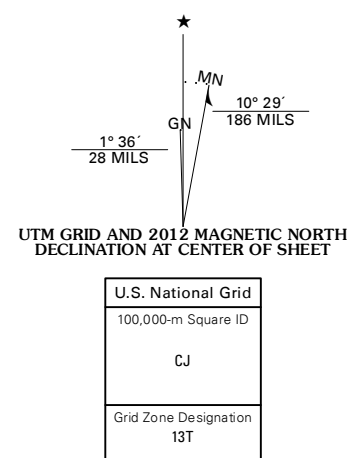 ★
MN
GN
10° 29´
186 MILS
1° 36´
28 MILS
UTM GRID AND 2012 MAGNETIC NORTH
DECLINATION AT CENTER OF SHEET
U.S. National Grid
100,000-m Square ID
CJ
Grid Zone Designation
13T